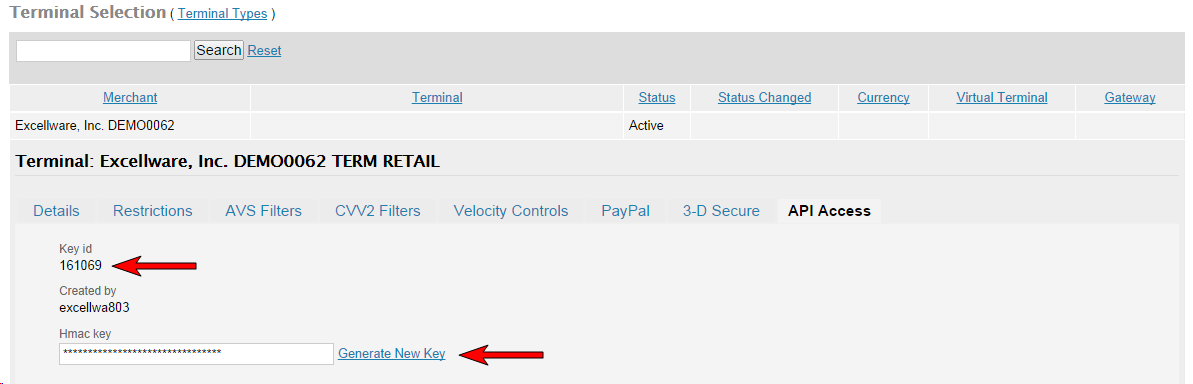 Terminal Selection ( Terminal Types )
Search Reset
Merchant Terminal Status Status Changed Currency Virtual Terminal Gateway
Excellware, Inc. DEMO0062 Active
Terminal: Excellware, Inc. DEMO0062 TERM RETAIL
Details Restrictions AVS Filters CVV2 Filters Velocity Controls PayPal 3-D Secure API Access
Key id
161069
Created by
excellwa803
Hmac key
******************************** Generate New Key